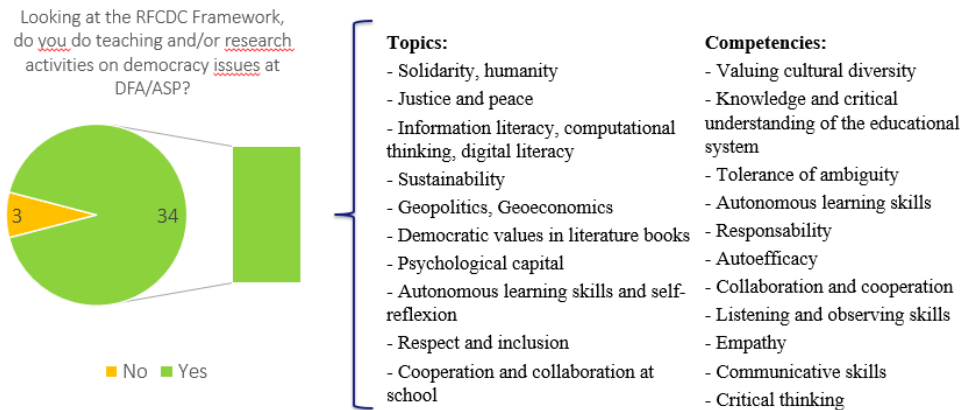 Looking at the RFCDC Framework,
do you do teaching and/or research
activities on democracy issues at
DFA/ASP?
3
34
No
Yes
Topics:
- Solidarity, humanity
- Justice and peace
- Information literacy, computational
thinking, digital literacy
- Sustainability
- Geopolitics, Geoeconomics
- Democratic values in literature books
- Psychological capital
- Autonomous learning skills and self-
reflexion
- Respect and inclusion
- Cooperation and collaboration at
school
Competencies:
- Valuing cultural diversity
- Knowledge and critical
understanding of the educational
system
- Tolerance of ambiguity
- Autonomous learning skills
- Responsability
- Autoefficacy
- Collaboration and cooperation
- Listening and observing skills
- Empathy
- Communicative skills
- Critical thinking